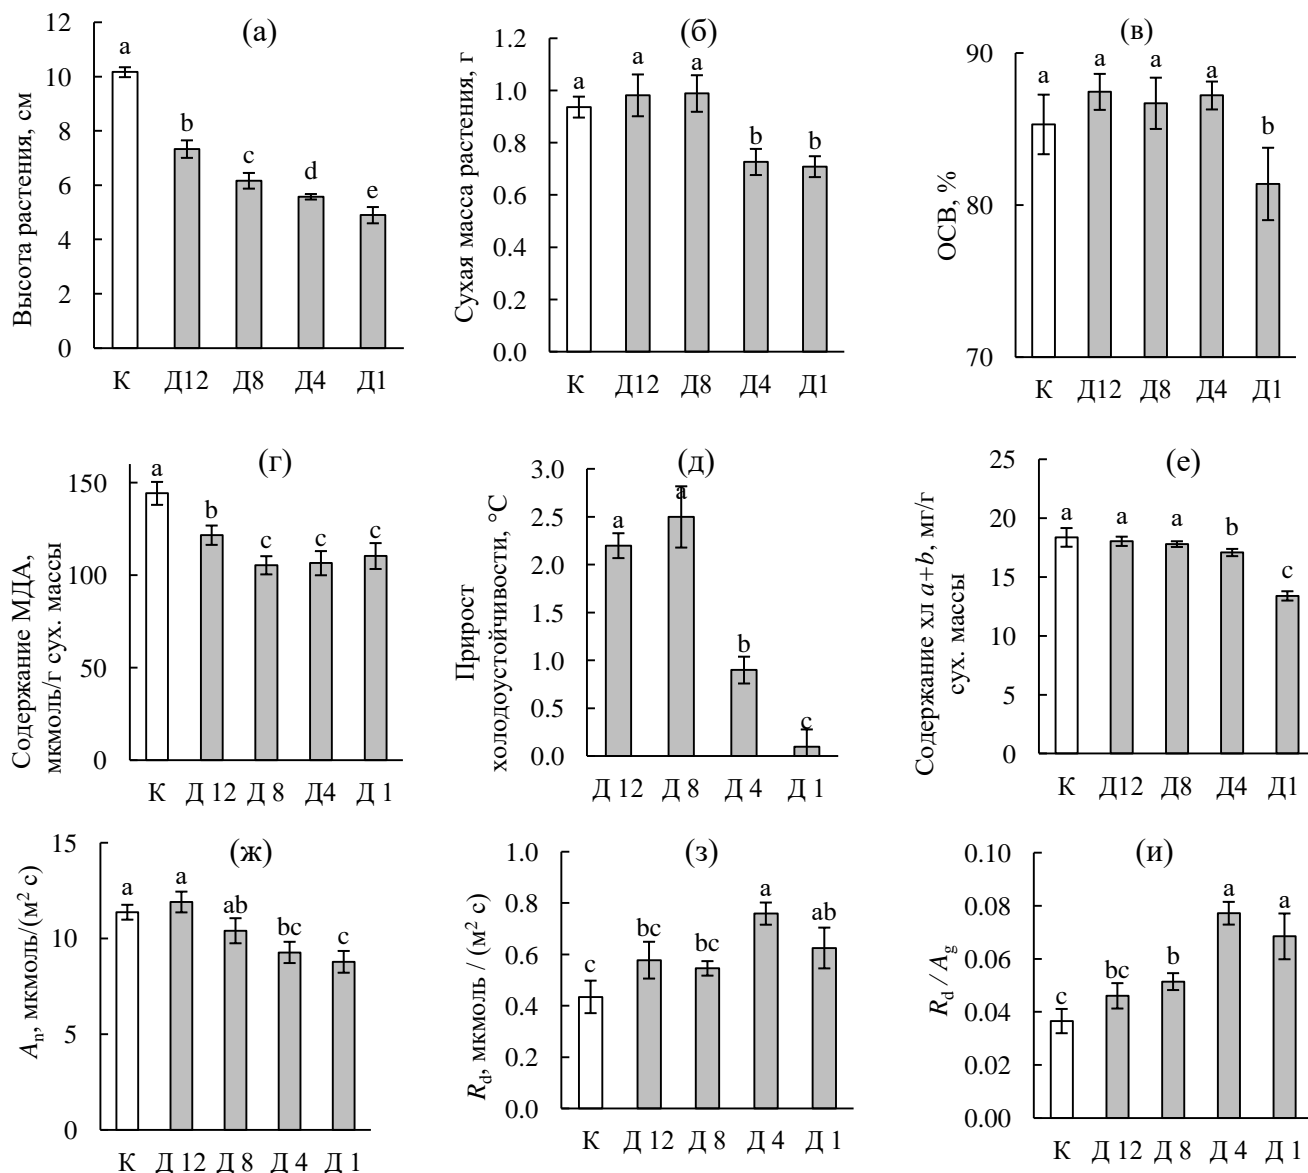 (а)
Высота растения, см
12
10
8
6
4
2
0
a
b
c
d
e
К Д12 Д8 Д4 Д1
(б)
Сухая масса растения, г
1.2
1.0
0.8
0.6
0.4
0.2
0.0
a
a
a
b
b
К Д12 Д8 Д4 Д1
(в)
ОСВ, %
90
80
70
a
a
a
a
b
К Д12 Д8 Д4 Д1
(г)
Содержание МДА,
мкмоль/г сух. массы
150
100
50
0
a
b
c
c
c
К Д 12 Д 8 Д4 Д 1
(д)
Прирост
холодоустойчивости, °С
3.0
2.5
2.0
1.5
1.0
0.5
0.0
a
a
b
c
Д 12 Д 8 Д 4 Д 1
(е)
Содержание хл a+b, мг/г
сух. массы
25
20
15
10
5
0
a
a
a
b
c
К Д12 Д8 Д4 Д1
(ж)
Aₙ, мкмоль/(м² с)
15
10
5
0
a
a
ab
bc
c
К Д 12 Д 8 Д 4 Д 1
(з)
R_d, мкмоль / (м² с)
1.0
0.8
0.6
0.4
0.2
0.0
c
bc
bc
a
ab
К Д 12 Д 8 Д 4 Д 1
(и)
R_d / A_g
0.10
0.08
0.06
0.04
0.02
0.00
c
bc
b
a
a
К Д 12 Д 8 Д 4 Д 1